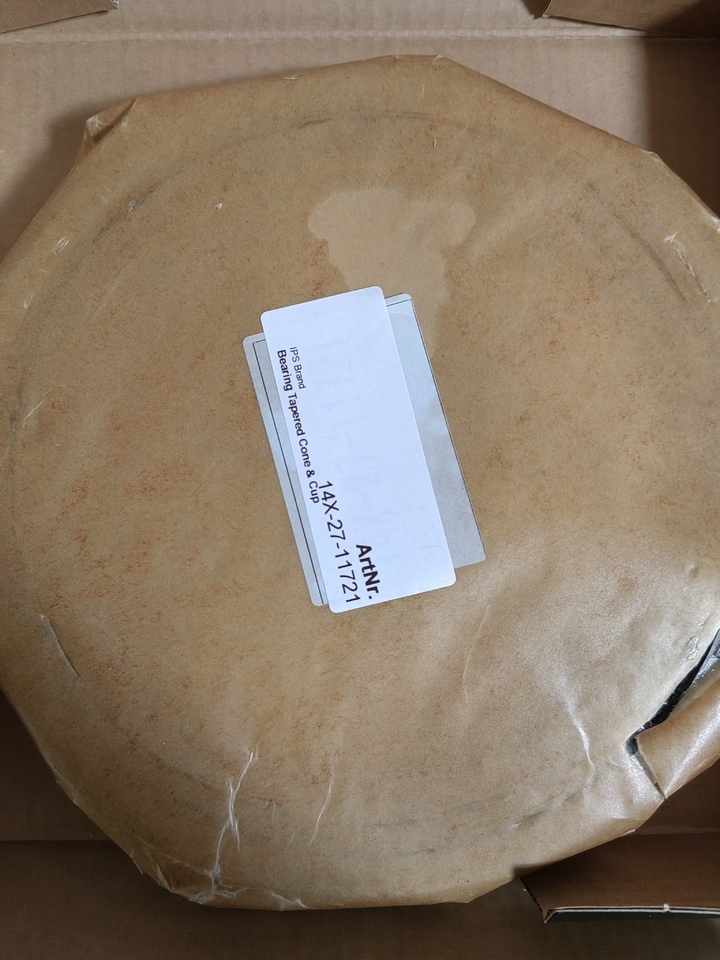 IPS Brand
Bearing Tapered Cone & Cup
14X-27-11721
ArtNr.